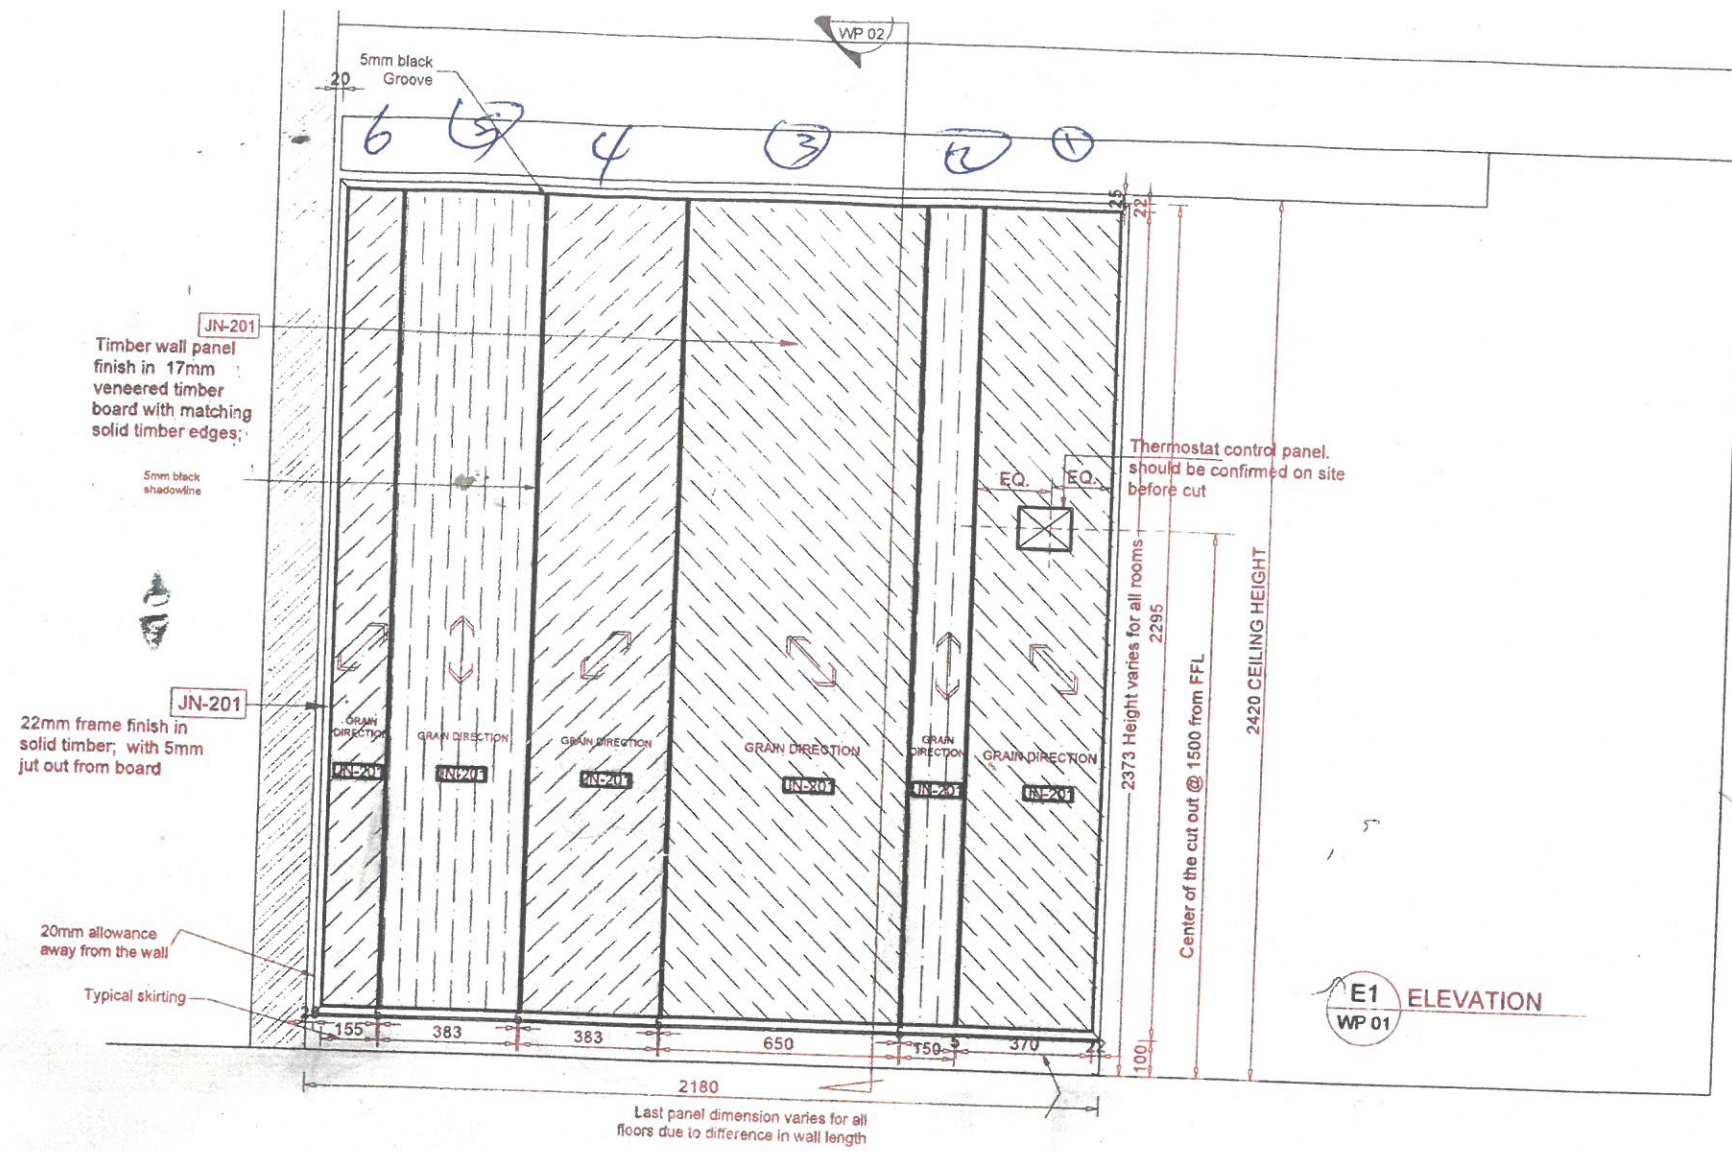 WP 02
5mm black
Groove
20
6
5
4
3
2
1
25
22
JN-201
Timber wall panel
finish in 17mm
veneered timber
board with matching
solid timber edges;
5mm black
shadowline
Thermostat control panel.
should be confirmed on site
before cut
EQ.
EQ.
2373 Height varies for all rooms
2295
Center of the cut out @ 1500 from FFL
2420 CEILING HEIGHT
JN-201
22mm frame finish in
solid timber; with 5mm
jut out from board
GRAIN
DIRECTION
GRAIN DIRECTION
GRAIN DIRECTION
GRAIN DIRECTION
GRAIN
DIRECTION
GRAIN DIRECTION
JN-201
JN-201
JN-201
JN-201
JN-201
JN-201
20mm allowance
away from the wall
Typical skirting
155
383
383
650
150
5
370
22
100
2180
Last panel dimension varies for all
floors due to difference in wall length
E1
WP 01
ELEVATION